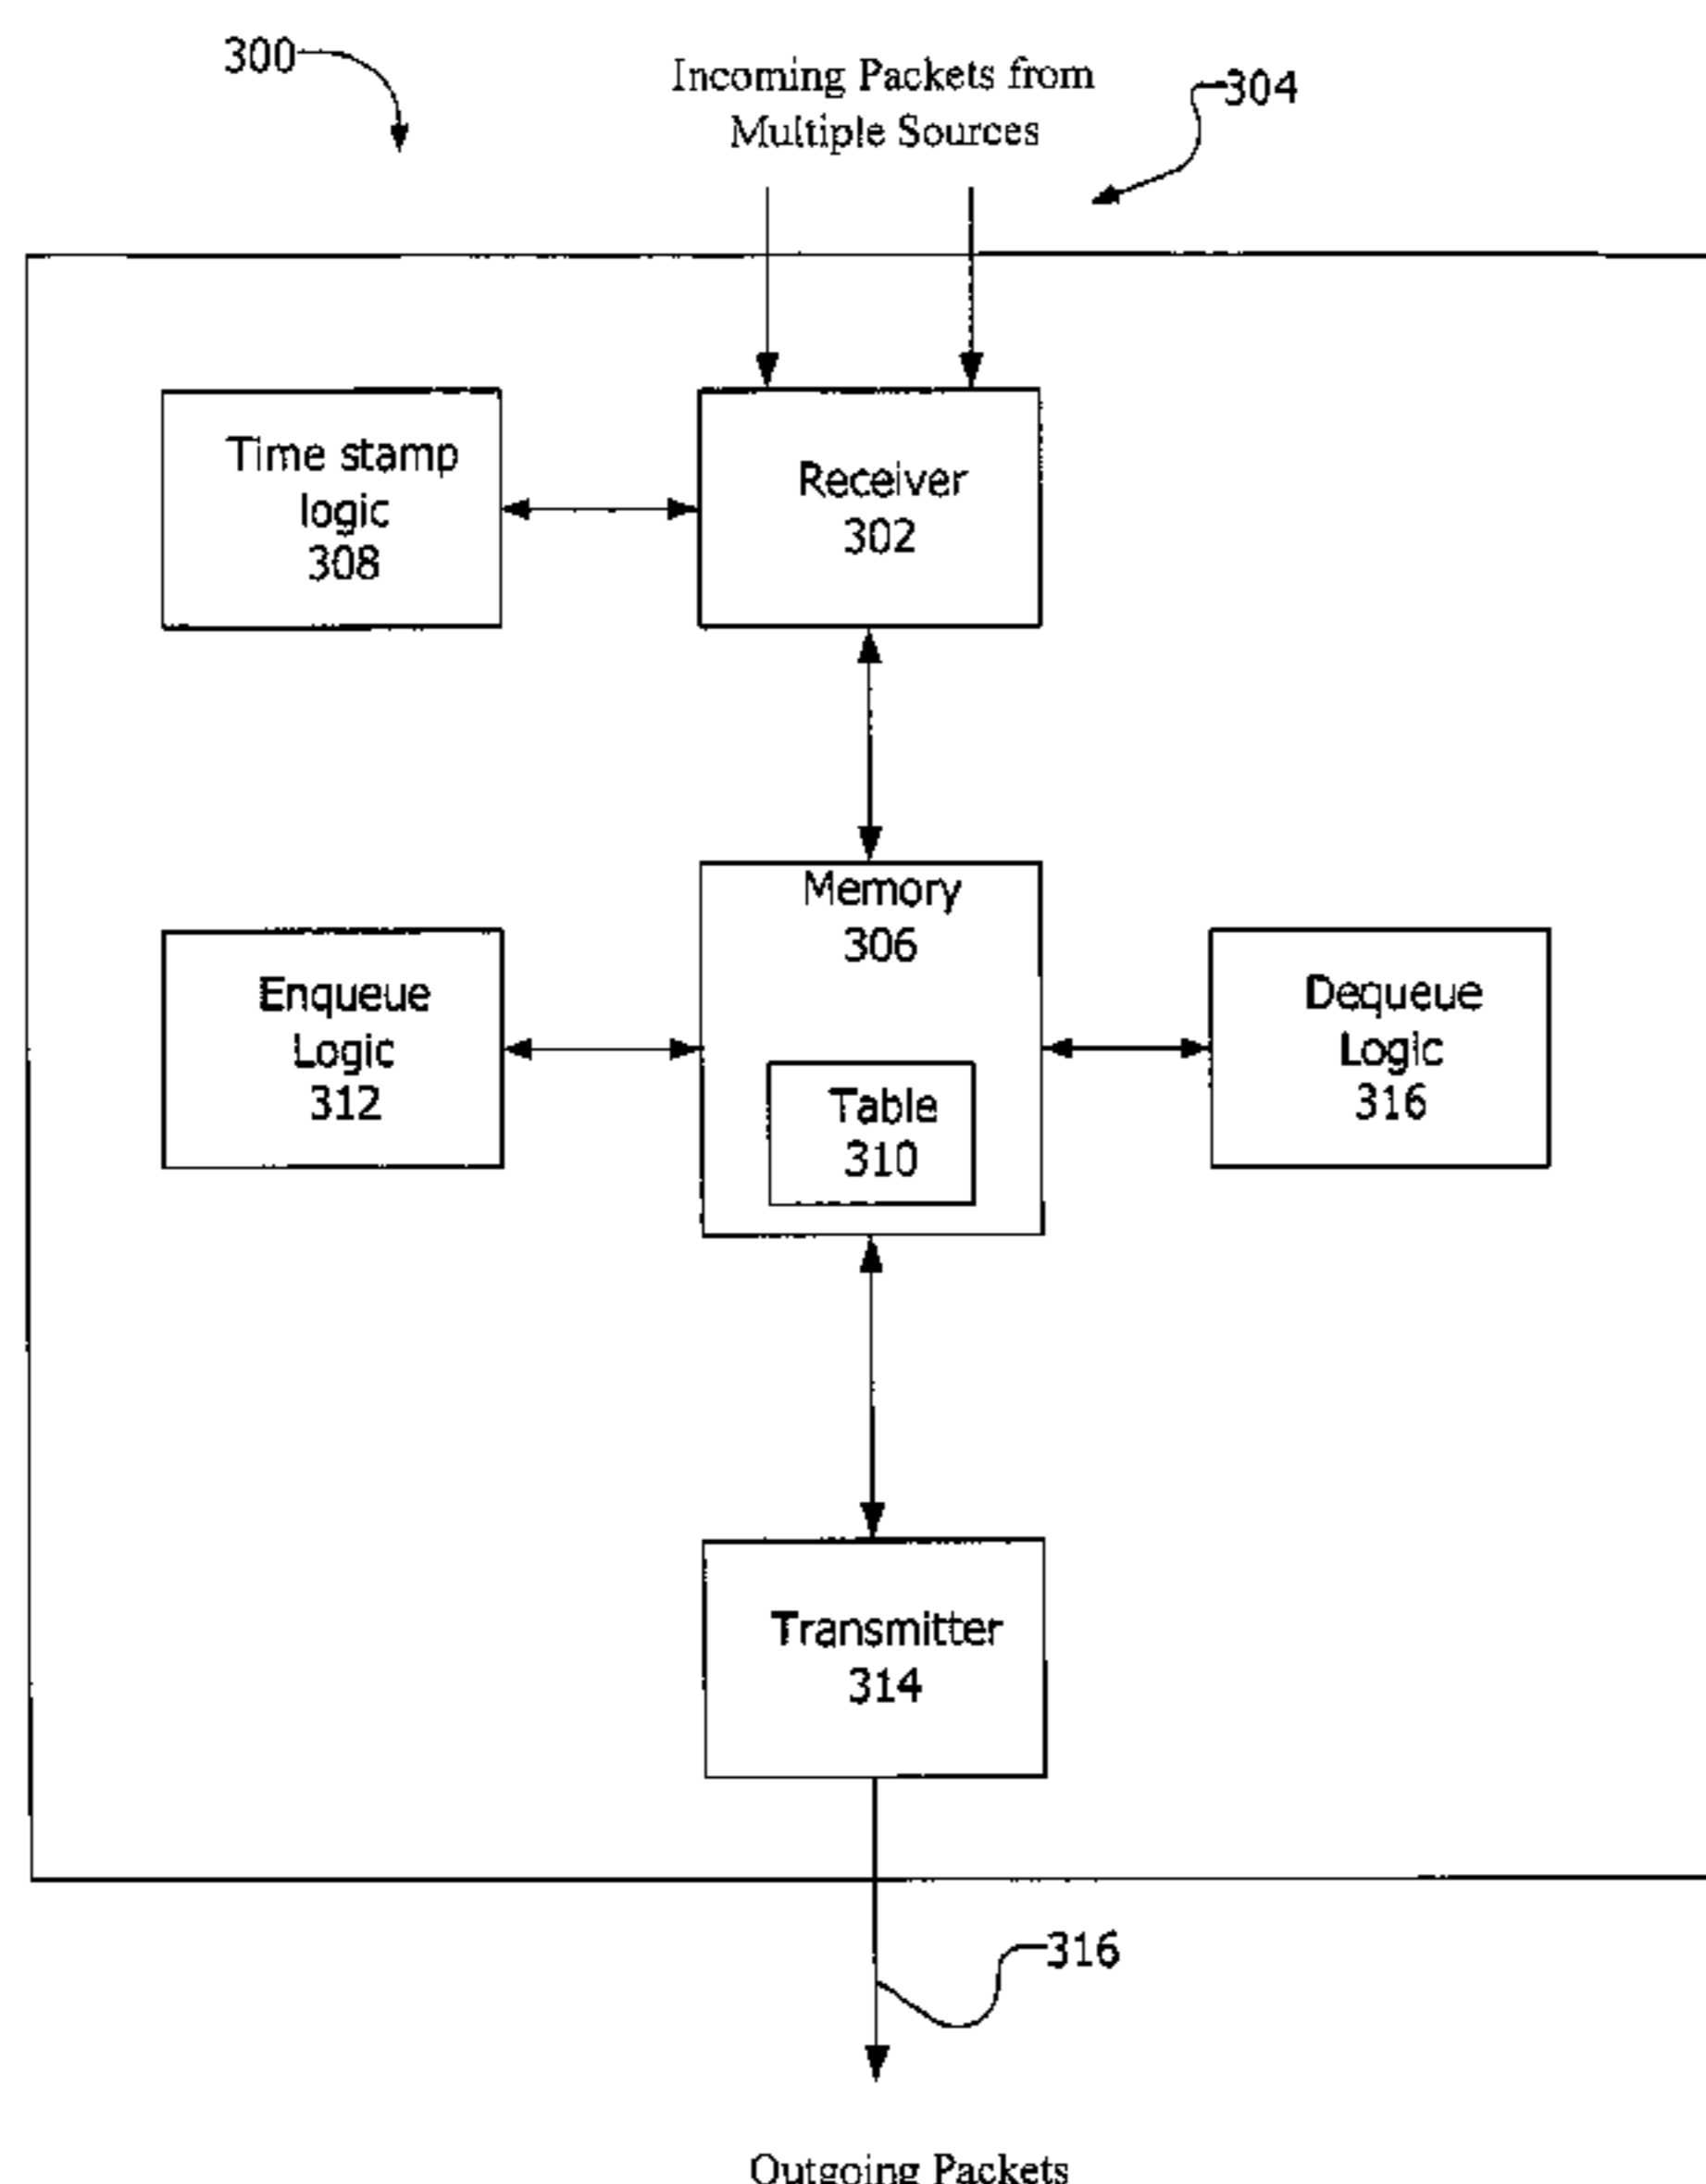 300
Incoming Packets from
Multiple Sources
304
Time stamp
logic
308
Receiver
302
Memory
306
Enqueue
Logic
312
Table
310
Dequeue
Logic
316
Transmitter
314
316
Outgoing Packets